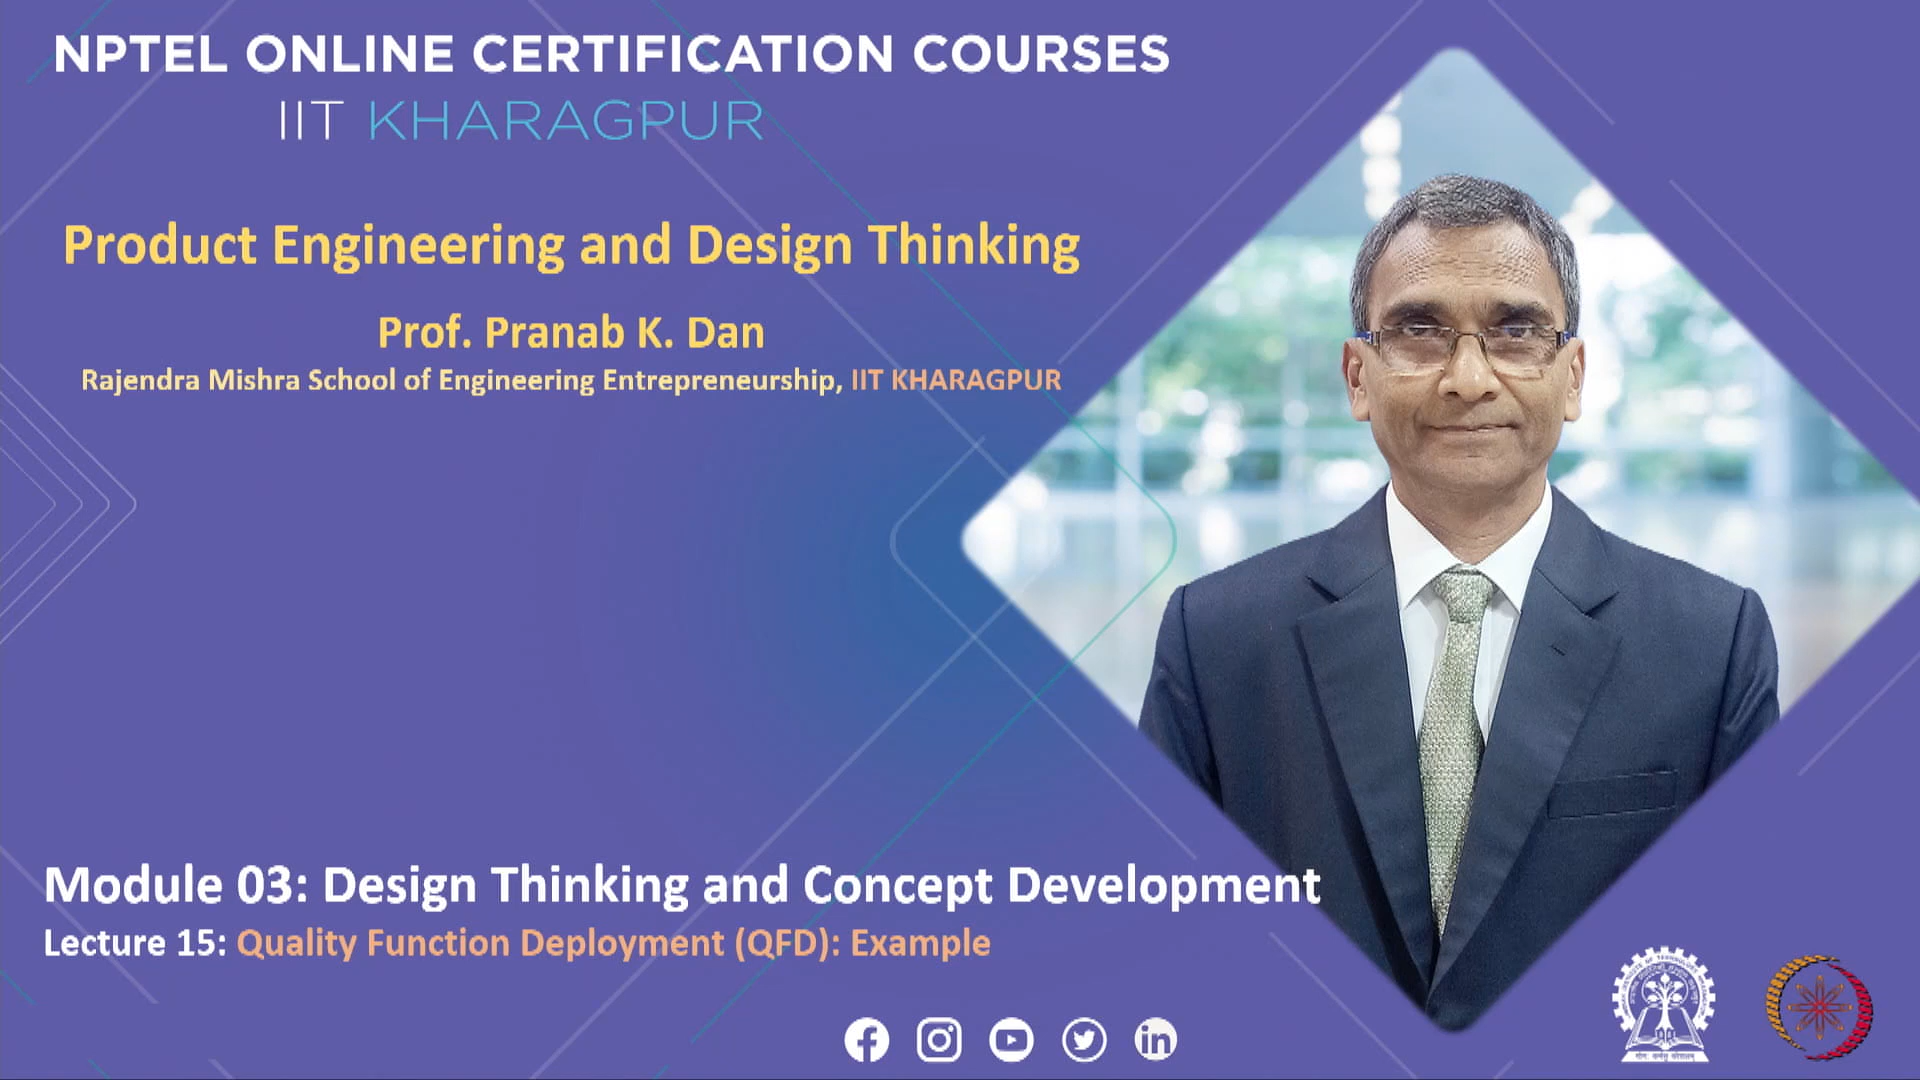 NPTEL ONLINE CERTIFICATION COURSES
IIT KHARAGPUR
Product Engineering and Design Thinking
Prof. Pranab K. Dan
Rajendra Mishra School of Engineering Entrepreneurship, IIT KHARAGPUR
Module 03: Design Thinking and Concept Development
Lecture 15: Quality Function Deployment (QFD): Example